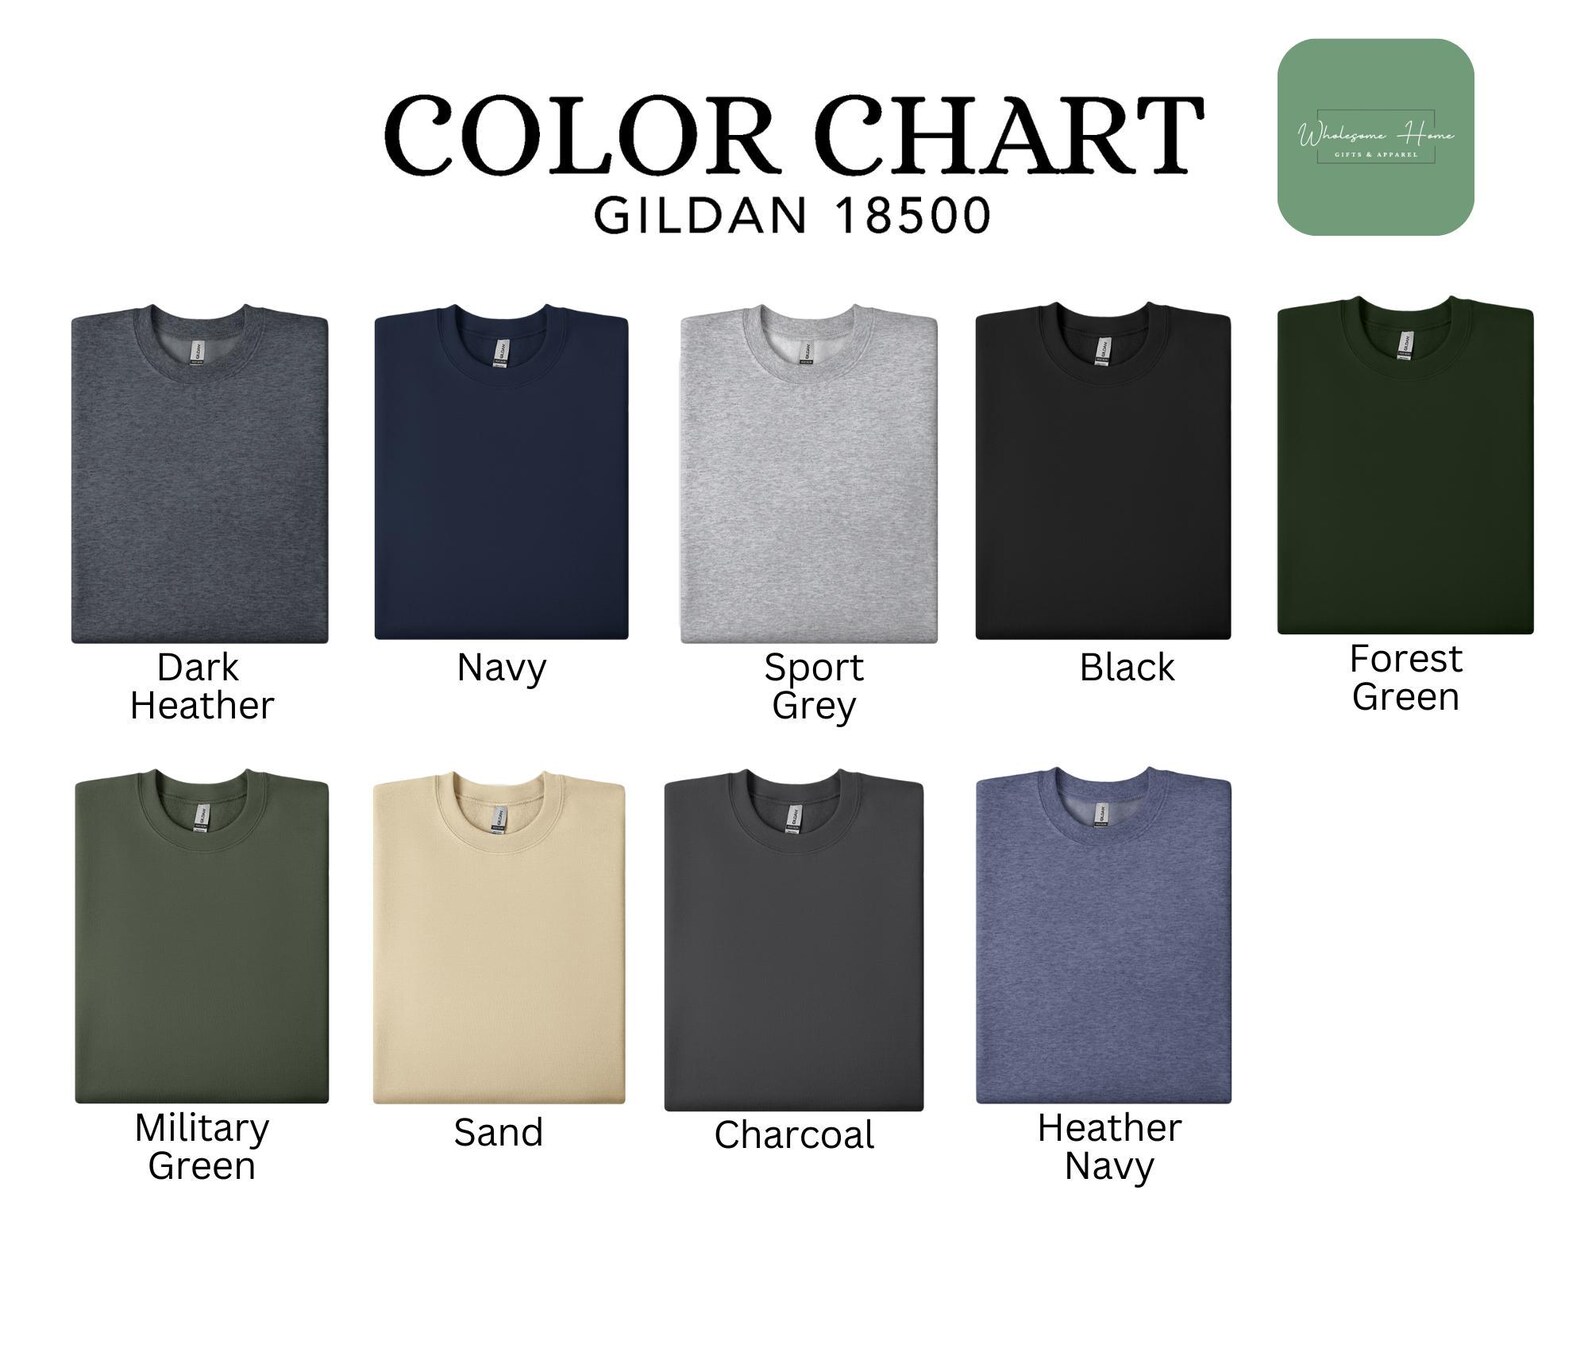 COLOR CHART
GILDAN 18500
Wholesome Home
GIFTS & APPAREL
Dark
Heather
Navy
Sport
Grey
Black
Forest
Green
Military
Green
Sand
Charcoal
Heather
Navy